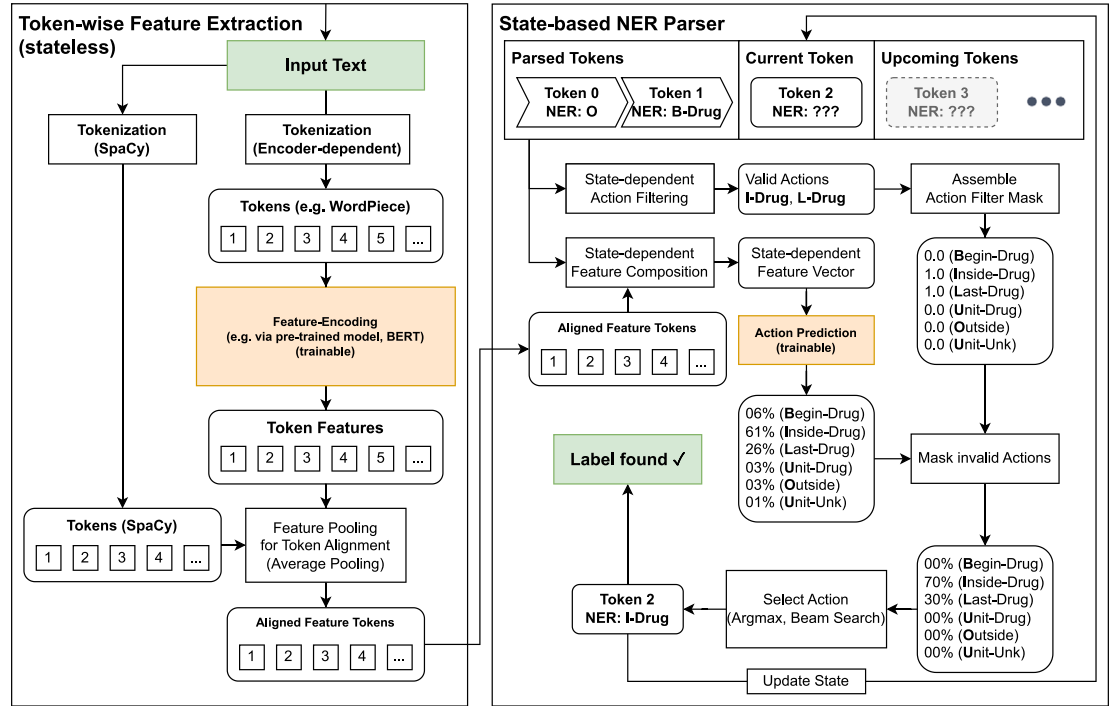 Token-wise Feature Extraction
(stateless)
Input Text
Tokenization
(SpaCy)
Tokenization
(Encoder-dependent)
Tokens (e.g. WordPiece)
1 2 3 4 5 ...
Feature-Encoding
(e.g. via pre-trained model, BERT)
(trainable)
Token Features
1 2 3 4 5 ...
Tokens (SpaCy)
1 2 3 4 ...
Feature Pooling
for Token Alignment
(Average Pooling)
Aligned Feature Tokens
1 2 3 4 ...
State-based NER Parser
Parsed Tokens
Token 0
NER: O
Token 1
NER: B-Drug
Current Token
Token 2
NER: ???
Upcoming Tokens
Token 3
NER: ???
State-dependent
Action Filtering
Valid Actions
I-Drug, L-Drug
Assemble
Action Filter Mask
State-dependent
Feature Composition
State-dependent
Feature Vector
0.0 (Begin-Drug)
1.0 (Inside-Drug)
1.0 (Last-Drug)
0.0 (Unit-Drug)
0.0 (Outside)
0.0 (Unit-Unk)
Aligned Feature Tokens
1 2 3 4 ...
Action Prediction
(trainable)
06% (Begin-Drug)
61% (Inside-Drug)
26% (Last-Drug)
03% (Unit-Drug)
03% (Outside)
01% (Unit-Unk)
Mask invalid Actions
Label found ✓
00% (Begin-Drug)
70% (Inside-Drug)
30% (Last-Drug)
00% (Unit-Drug)
00% (Outside)
00% (Unit-Unk)
Select Action
(Argmax, Beam Search)
Token 2
NER: I-Drug
Update State